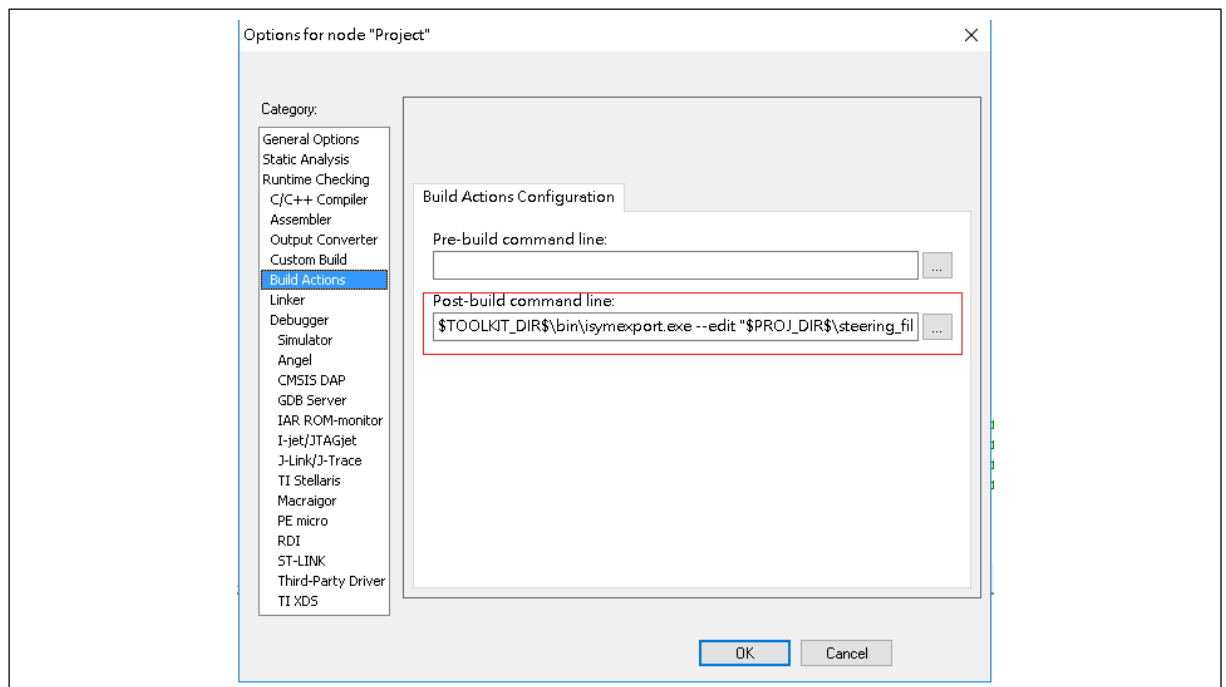 Options for node "Project"
Category:
General Options
Static Analysis
Runtime Checking
C/C++ Compiler
Assembler
Output Converter
Custom Build
Build Actions
Linker
Debugger
Simulator
Angel
CMSIS DAP
GDB Server
IAR ROM-monitor
I-jet/JTAGjet
J-Link/J-Trace
TI Stellaris
Macraigor
PE micro
RDI
ST-LINK
Third-Party Driver
TI XDS
Build Actions Configuration
Pre-build command line:
...
Post-build command line:
$TOOLKIT_DIR$\bin\isymexport.exe --edit "$PROJ_DIR$\steering_fil
...
OK
Cancel